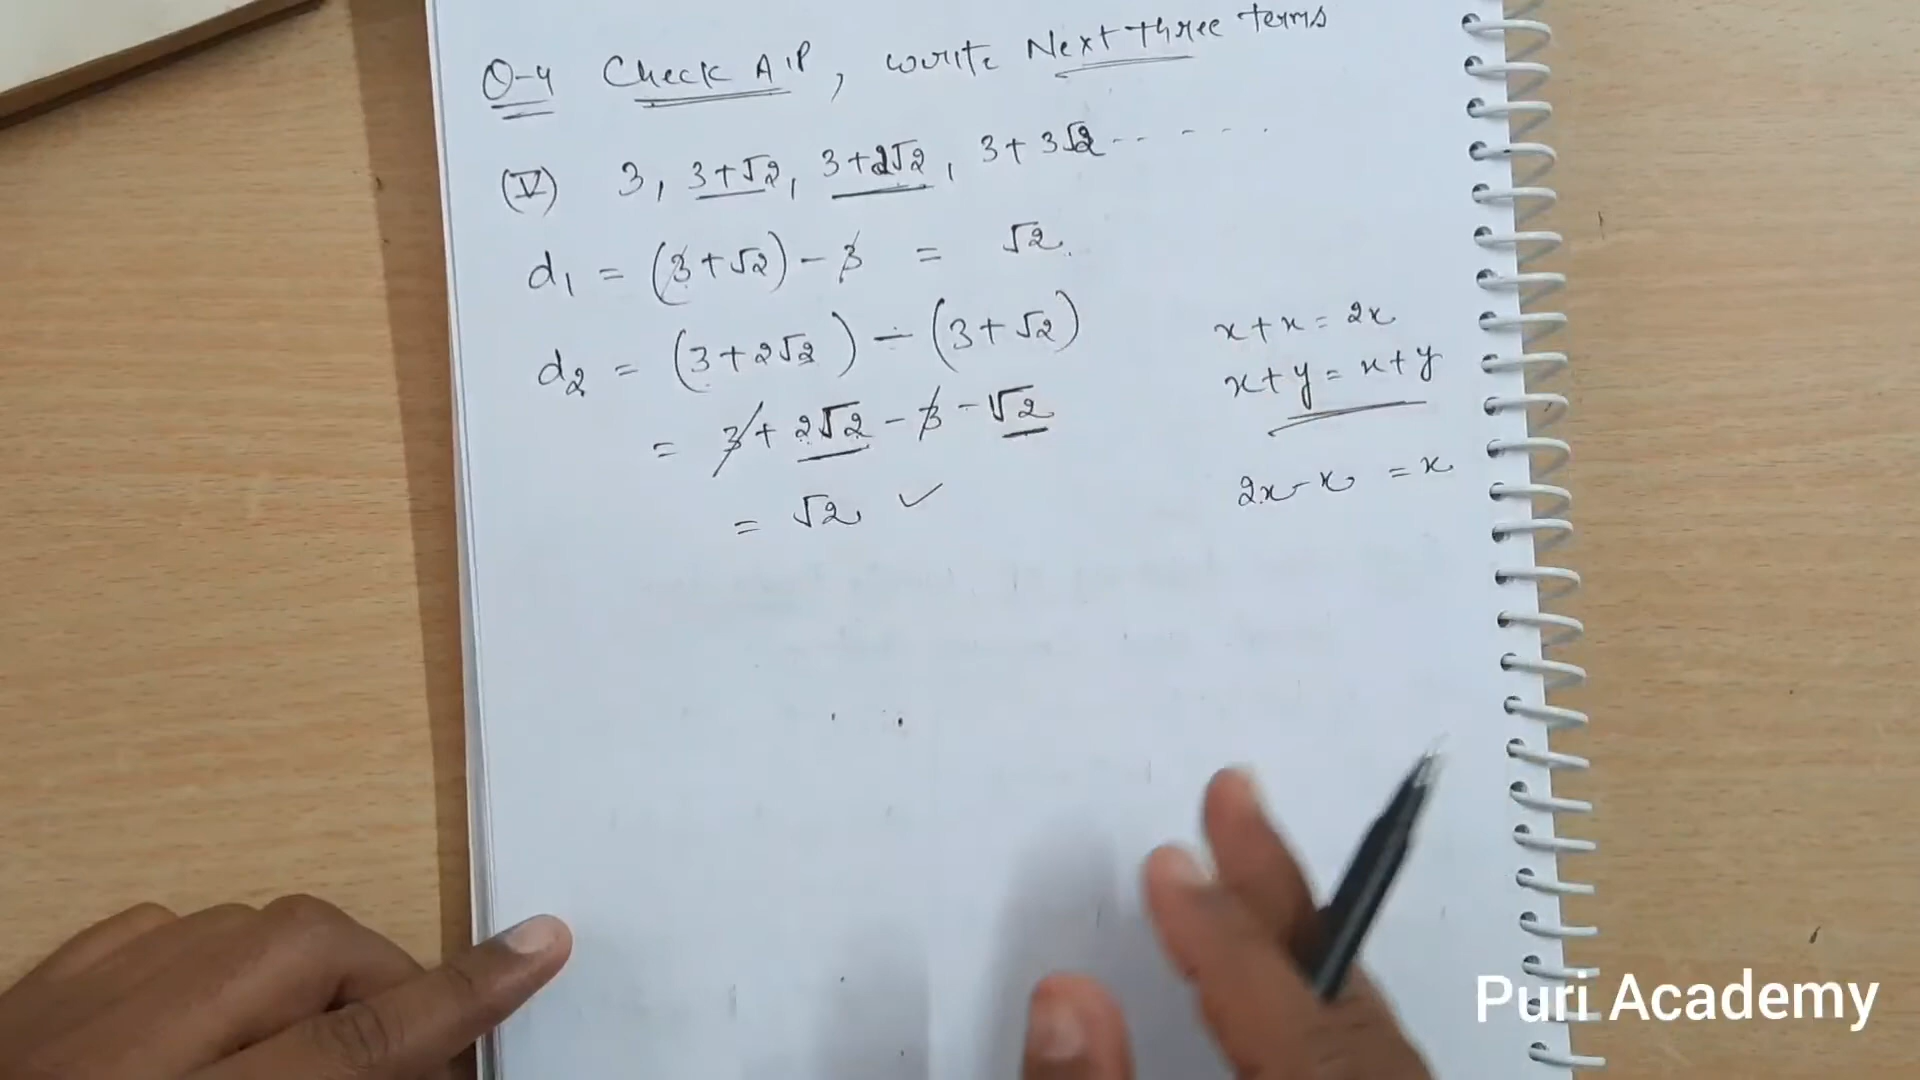 Q-4 Check A.P, write Next three terms
(V) 3, 3+√2, 3+2√2, 3+3√2 ........
d1 = (3+√2) - 3 = √2
d2 = (3+2√2) - (3+√2)
= 3 + 2√2 - 3 - √2
= √2 ✓
x+x = 2x
x+y = x+y
2x-x = x
Puri Academy